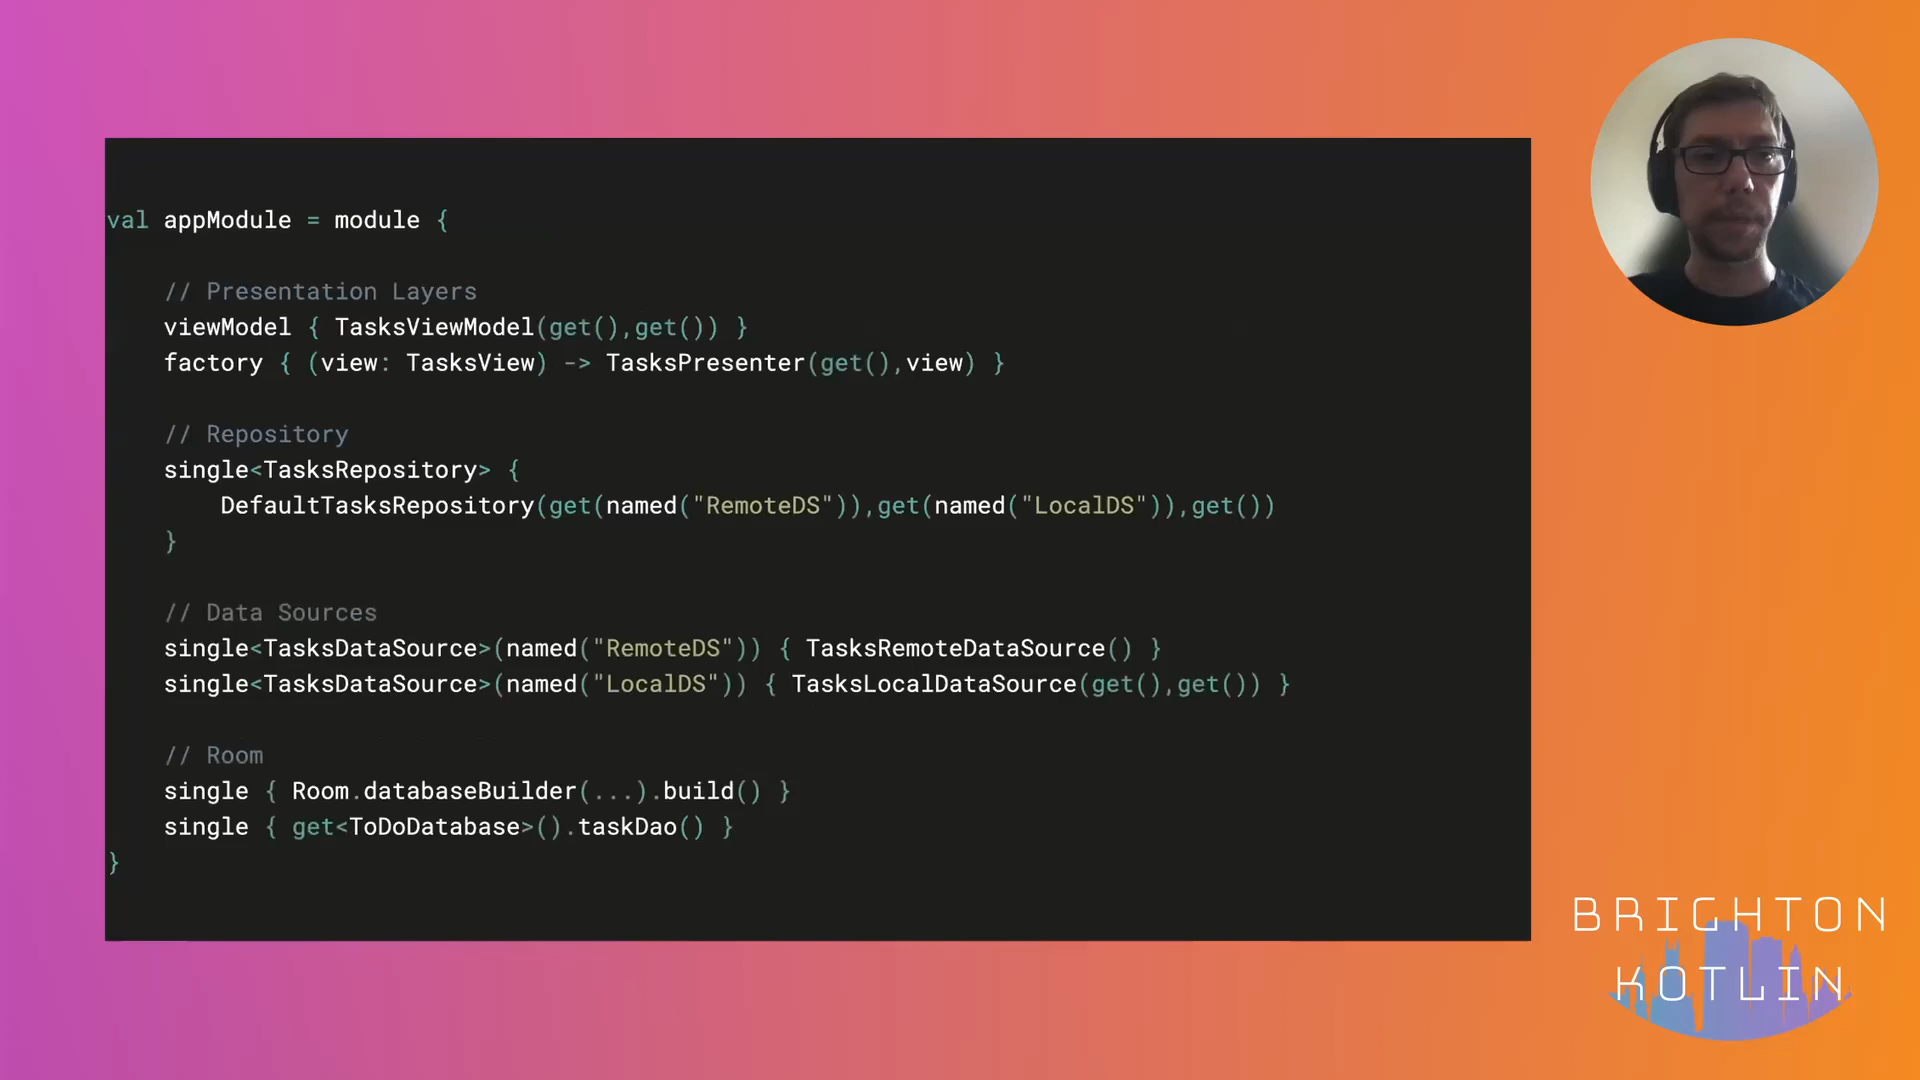 val appModule = module {
// Presentation Layers
viewModel { TasksViewModel(get(),get()) }
factory { (view: TasksView) -> TasksPresenter(get(),view) }
// Repository
single<TasksRepository> {
DefaultTasksRepository(get(named("RemoteDS")),get(named("LocalDS")),get())
}
// Data Sources
single<TasksDataSource>(named("RemoteDS")) { TasksRemoteDataSource() }
single<TasksDataSource>(named("LocalDS")) { TasksLocalDataSource(get(),get()) }
// Room
single { Room.databaseBuilder(...).build() }
single { get<ToDoDatabase>().taskDao() }
}
BRIGHTON
KOTLIN